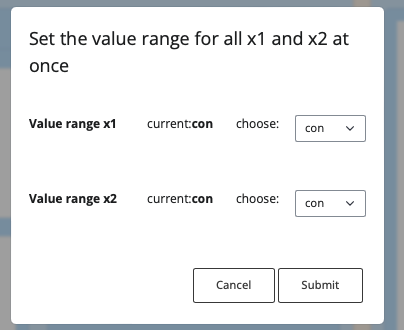 Set the value range for all x1 and x2 at
once
Value range x1 current:con choose: con
Value range x2 current:con choose: con
Cancel Submit